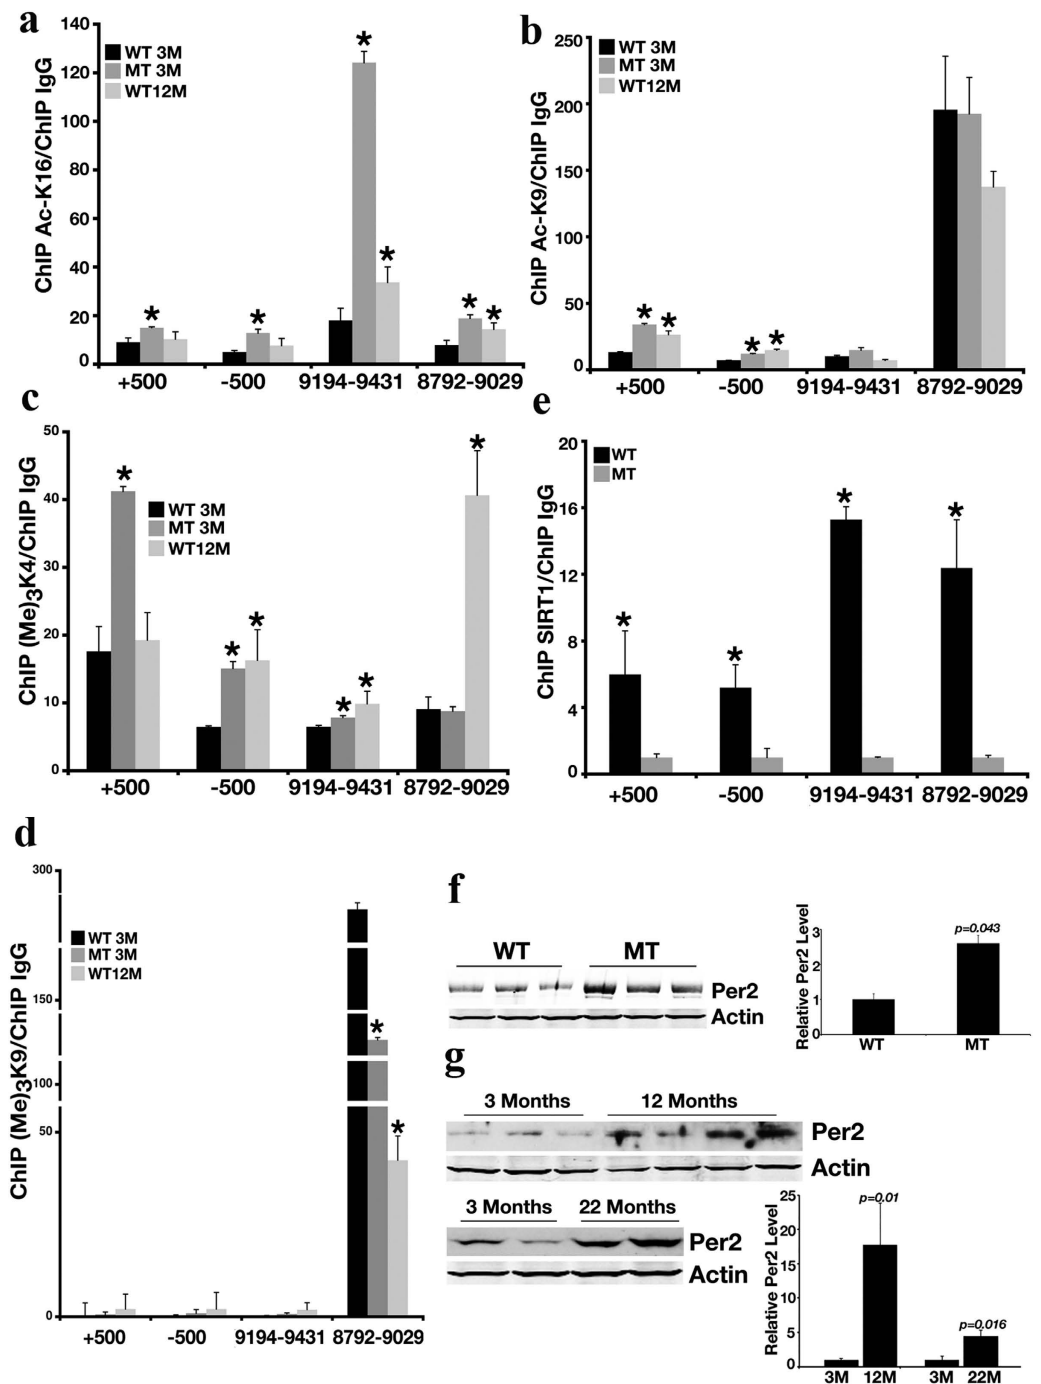 a
ChIP Ac-K16/ChIP IgG
140
120
100
80
60
40
20
0
WT 3M
MT 3M
WT12M
*
*
*
*
*
*
+500
-500
9194-9431
8792-9029
b
ChIP Ac-K9/ChIP IgG
250
200
150
100
50
0
WT 3M
MT 3M
WT12M
*
*
*
*
+500
-500
9194-9431
8792-9029
c
ChIP (Me)3K4/ChIP IgG
50
40
30
20
10
0
WT 3M
MT 3M
WT12M
*
*
*
*
*
*
+500
-500
9194-9431
8792-9029
e
ChIP SIRT1/ChIP IgG
20
16
12
8
4
0
WT
MT
*
*
*
*
+500
-500
9194-9431
8792-9029
d
ChIP (Me)3K9/ChIP IgG
300
150
100
50
0
WT 3M
MT 3M
WT12M
*
*
+500
-500
9194-9431
8792-9029
f
WT
MT
Per2
Actin
Relative Per2 Level
3
2
1
0
p=0.043
WT
MT
g
3 Months
12 Months
Per2
Actin
3 Months
22 Months
Per2
Actin
Relative Per2 Level
25
20
15
10
5
0
p=0.01
p=0.016
3M
12M
3M
22M